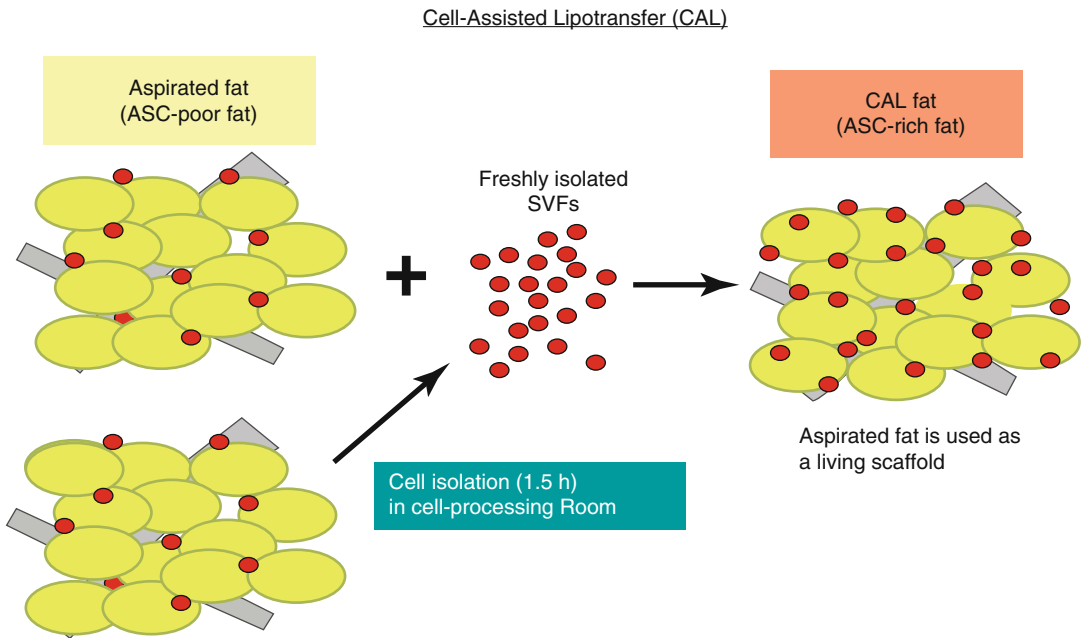 Cell-Assisted Lipotransfer (CAL)
Aspirated fat
(ASC-poor fat)
CAL fat
(ASC-rich fat)
Freshly isolated
SVFs
Aspirated fat is used as
a living scaffold
Cell isolation (1.5 h)
in cell-processing Room